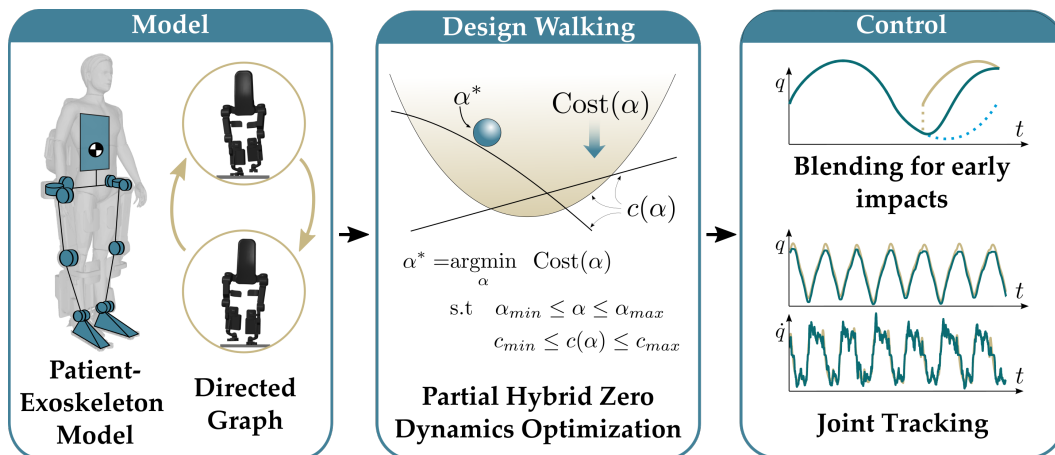 Model
Patient-
Exoskeleton
Model
Directed
Graph
Design Walking
α*
Cost(α)
c(α)
α* =argmin Cost(α)
α
s.t α_min ≤ α ≤ α_max
c_min ≤ c(α) ≤ c_max
Partial Hybrid Zero
Dynamics Optimization
Control
q
t
Blending for early
impacts
q
t
q̇
t
Joint Tracking